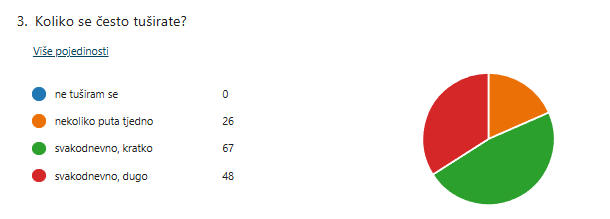 3. Koliko se često tuširate?
Više pojedinosti
ne tuširam se 0
nekoliko puta tjedno 26
svakodnevno, kratko 67
svakodnevno, dugo 48